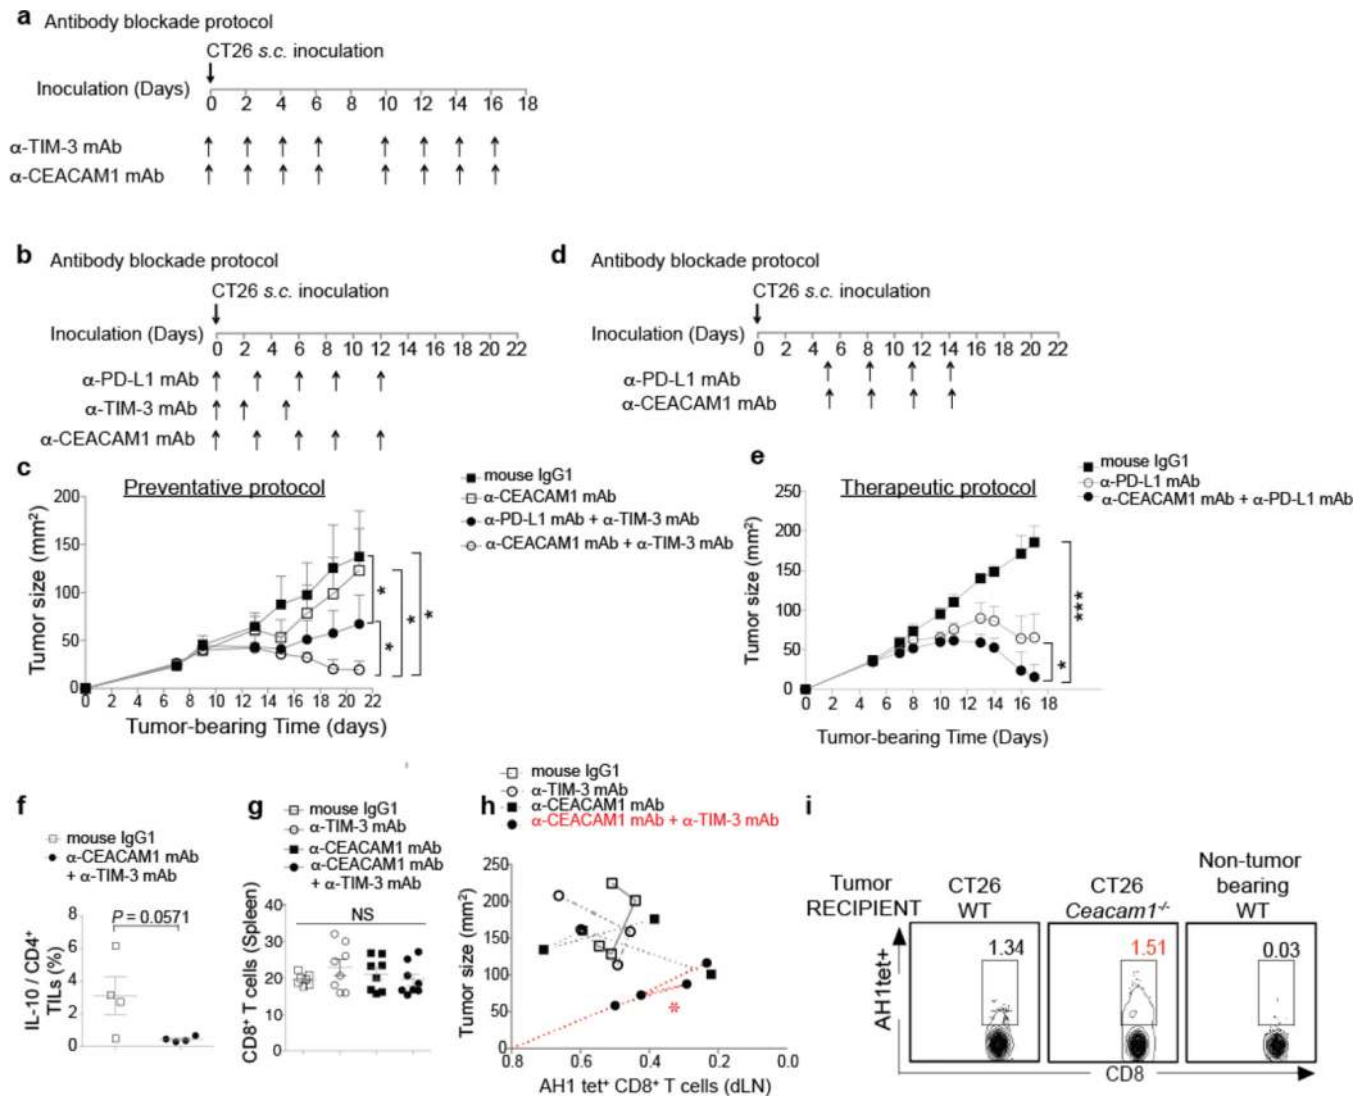 a Antibody blockade protocol
CT26 s.c. inoculation
Inoculation (Days)
0 2 4 6 8 10 12 14 16 18
α-TIM-3 mAb
α-CEACAM1 mAb
b Antibody blockade protocol
CT26 s.c. inoculation
Inoculation (Days)
0 2 4 6 8 10 12 14 16 18 20 22
α-PD-L1 mAb
α-TIM-3 mAb
α-CEACAM1 mAb
d Antibody blockade protocol
CT26 s.c. inoculation
Inoculation (Days)
0 2 4 6 8 10 12 14 16 18 20 22
α-PD-L1 mAb
α-CEACAM1 mAb
c
Preventative protocol
mouse IgG1
α-CEACAM1 mAb
α-PD-L1 mAb + α-TIM-3 mAb
α-CEACAM1 mAb + α-TIM-3 mAb
Tumor size (mm²)
200
150
100
50
0
* * * *
0 2 4 6 8 10 12 14 16 18 20 22
Tumor-bearing Time (days)
e
Therapeutic protocol
mouse IgG1
α-PD-L1 mAb
α-CEACAM1 mAb + α-PD-L1 mAb
Tumor size (mm²)
250
200
150
100
50
0
* ***
0 2 4 6 8 10 12 14 16 18
Tumor-bearing Time (Days)
f
mouse IgG1
α-CEACAM1 mAb
+ α-TIM-3 mAb
P = 0.0571
IL-10 / CD4⁺
TILs (%)
8
6
4
2
0
g
mouse IgG1
α-TIM-3 mAb
α-CEACAM1 mAb
α-CEACAM1 mAb
+ α-TIM-3 mAb
NS
CD8⁺ T cells (Spleen)
40
30
20
10
0
h
mouse IgG1
α-TIM-3 mAb
α-CEACAM1 mAb
α-CEACAM1 mAb + α-TIM-3 mAb
Tumor size (mm²)
250
200
150
100
50
0
*
0.8 0.6 0.4 0.2 0.0
AH1 tet⁺ CD8⁺ T cells (dLN)
i
Tumor
RECIPIENT
CT26
WT
CT26
Ceacam1⁻/⁻
Non-tumor
bearing
WT
1.34
1.51
0.03
AH1tet+
CD8